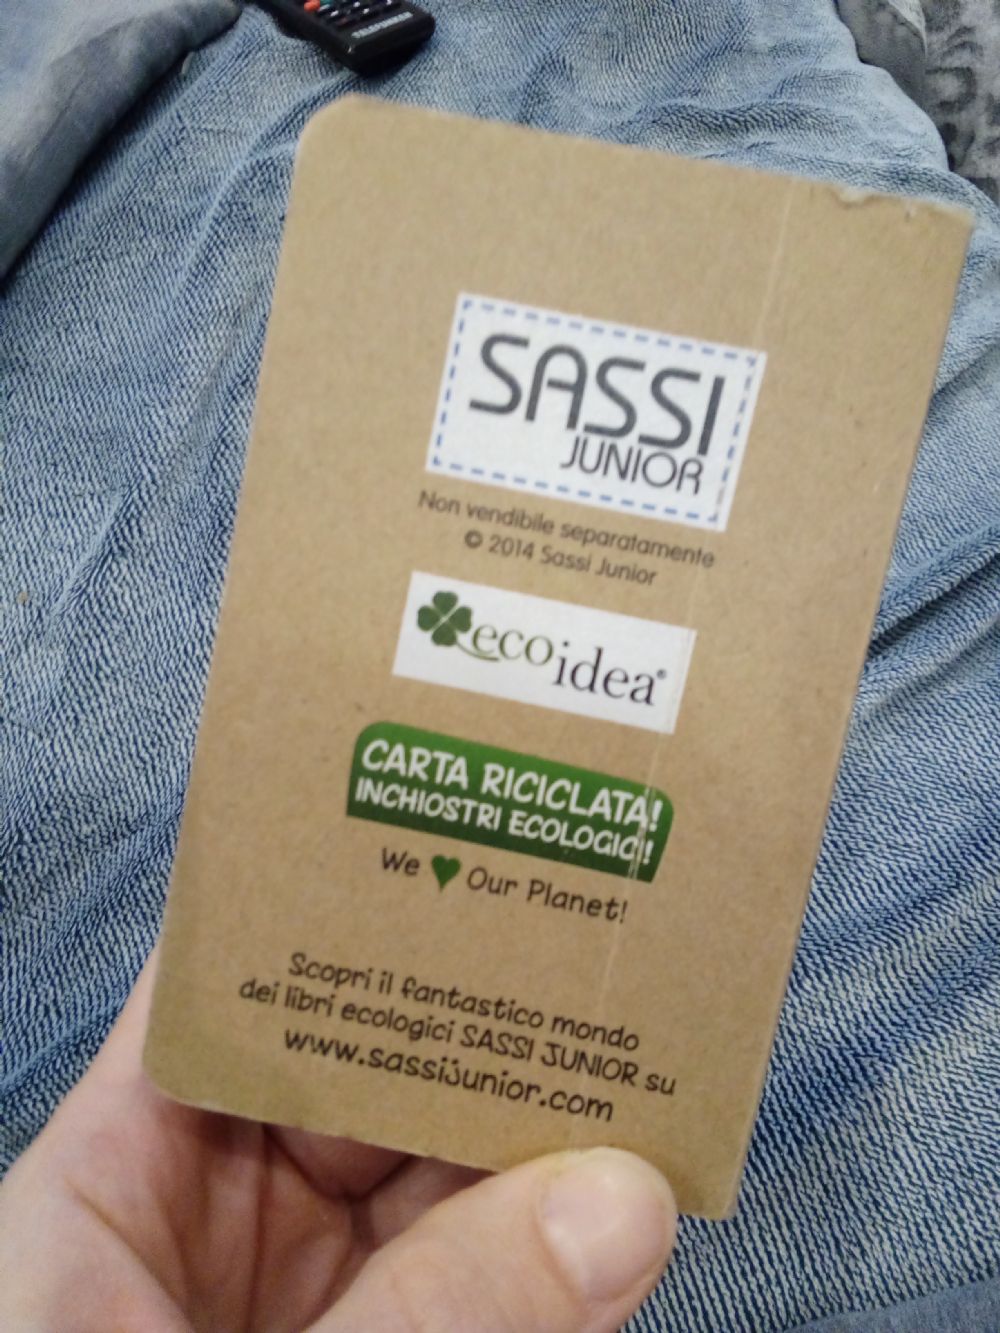 SASSI
JUNIOR
Non vendibile separatamente
© 2014 Sassi Junior
ecoidea®
CARTA RICICLATA!
INCHIOSTRI ECOLOGICI!
We ♥ Our Planet!
Scopri il fantastico mondo
dei libri ecologici SASSI JUNIOR su
www.sassijunior.com